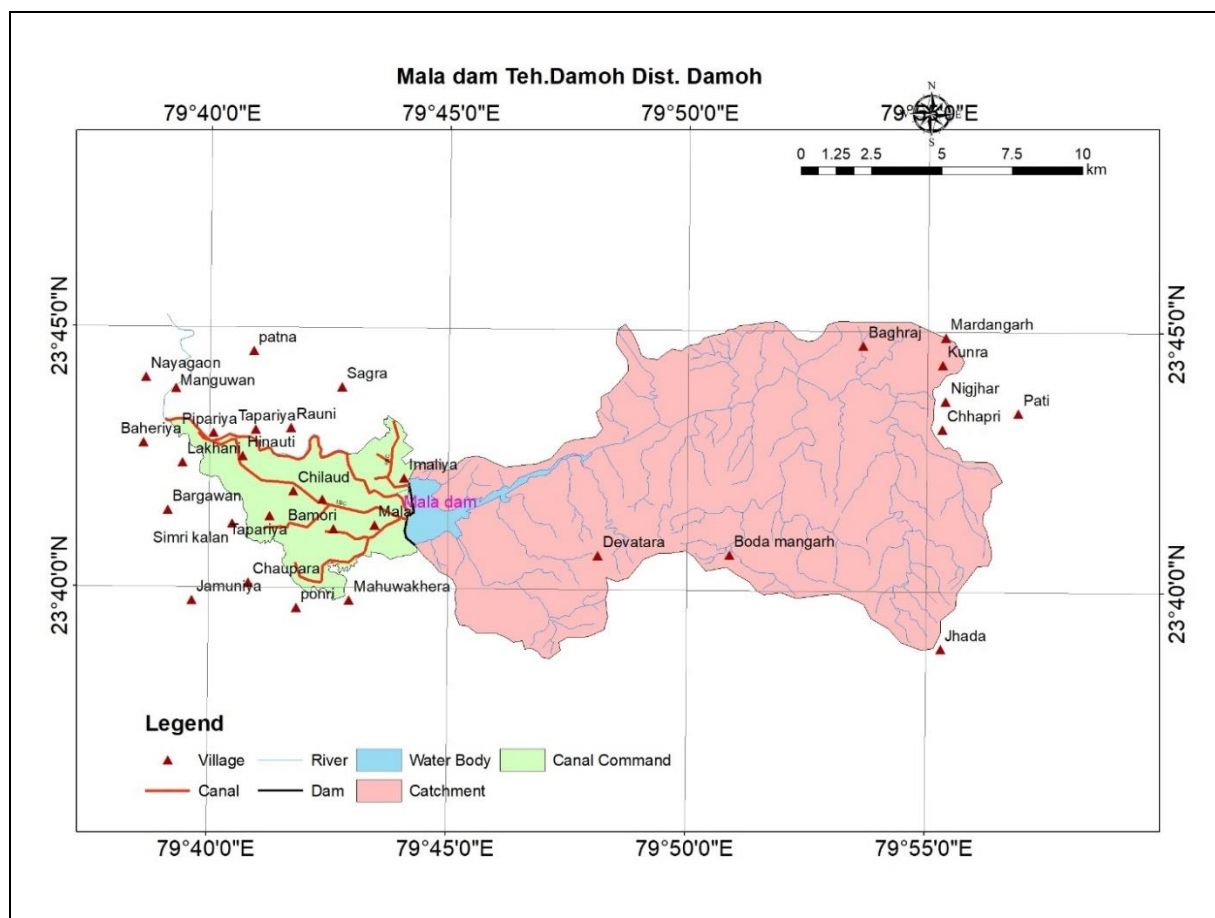 Mala dam Teh.Damoh Dist. Damoh
79°40'0"E 79°45'0"E 79°50'0"E
N
E
S
0 1.25 2.5 5 7.5 10
km
23°45'0"N
23°45'0"N
patna
Nayagaon
Manguwan
Sagra
Baghraj
Mardangarh
Kunra
Nigjhar
Pati
Chhapri
Pipariya
Tapariya
Rauni
Baheriya
Hinauti
Lakhani
Imaliya
Chilaud
Mala dam
Bargawan
Bamori
Mala
Tapariya
Simri kalan
Devatara
Boda mangarh
Chaupara
Jamuniya
Mahuwakhera
ponri
23°40'0"N
23°40'0"N
Jhada
Legend
Village River Water Body Canal Command
Canal Dam Catchment
79°40'0"E 79°45'0"E 79°50'0"E 79°55'0"E